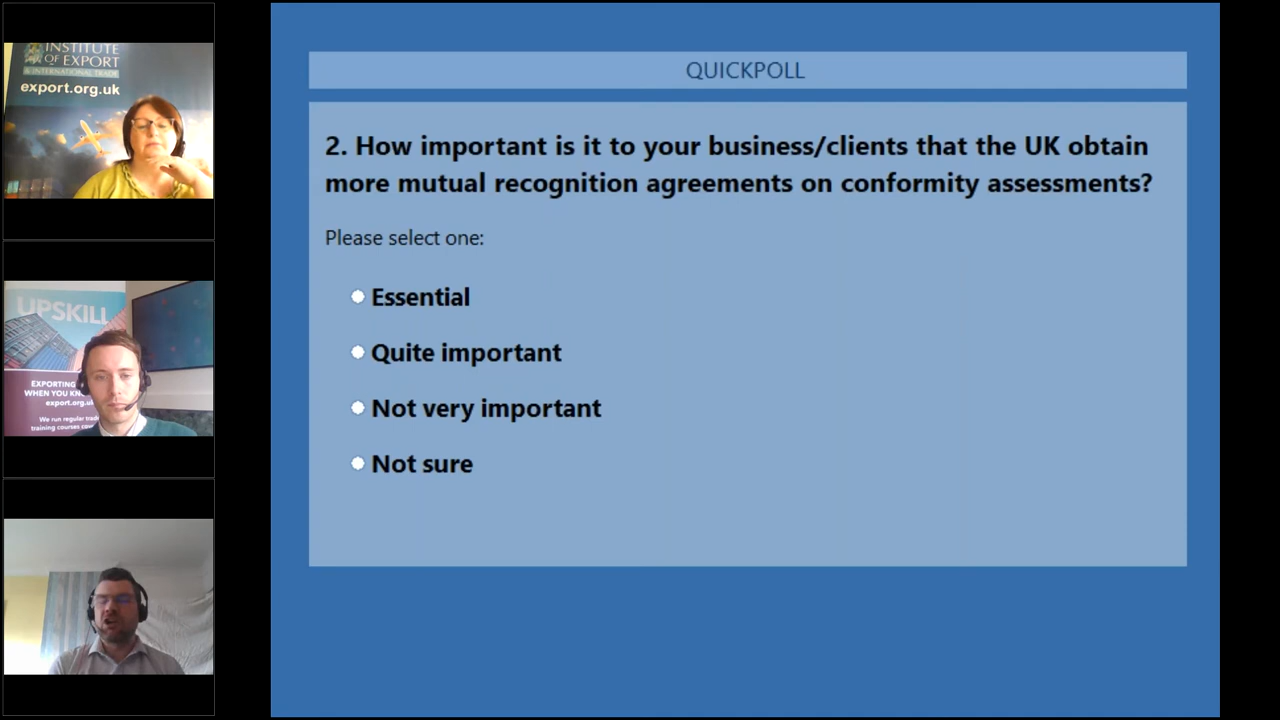 INSTITUTE
OF EXPORT
& INTERNATIONAL TRADE
export.org.uk
UPSKILL
EXPORTING
WHEN YOU
export.org.uk
We run regular
training courses
QUICKPOLL
2. How important is it to your business/clients that the UK obtain
more mutual recognition agreements on conformity assessments?
Please select one:
Essential
Quite important
Not very important
Not sure